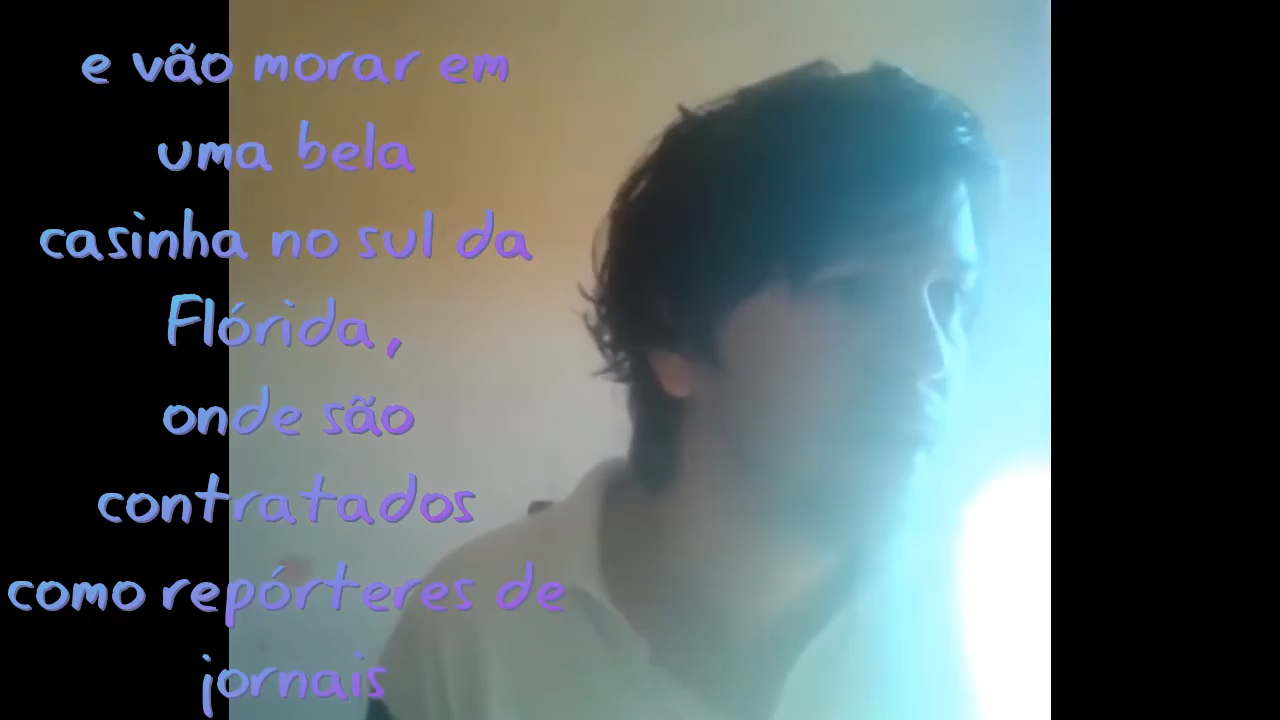 e vão morar em
uma bela
casinha no sul da
Flórida,
onde são
contratados
como repórteres de
jornais